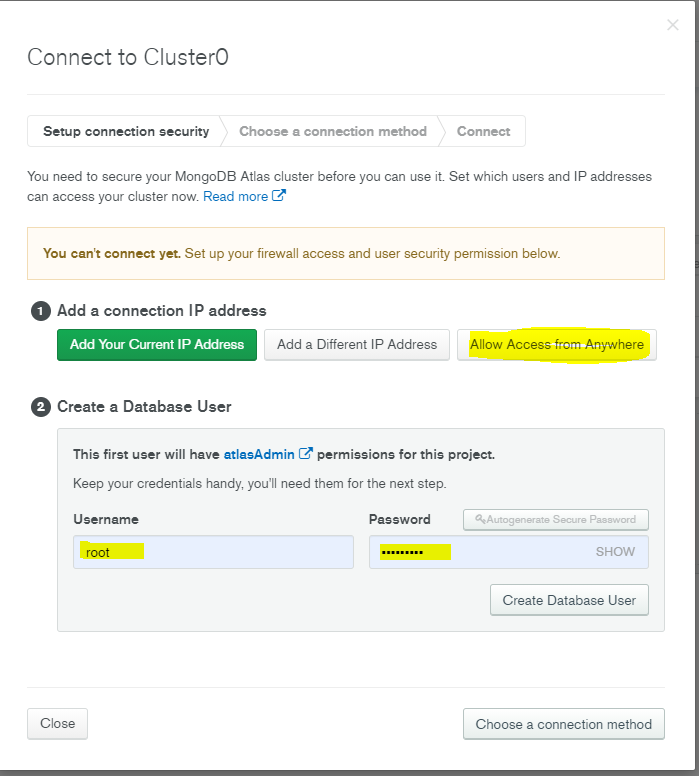 Connect to Cluster0
Setup connection security Choose a connection method Connect
You need to secure your MongoDB Atlas cluster before you can use it. Set which users and IP addresses
can access your cluster now. Read more
You can't connect yet. Set up your firewall access and user security permission below.
1 Add a connection IP address
Add Your Current IP Address Add a Different IP Address Allow Access from Anywhere
2 Create a Database User
This first user will have atlasAdmin permissions for this project.
Keep your credentials handy, you'll need them for the next step.
Username Password Autogenerate Secure Password
root ••••••••• SHOW
Create Database User
Close Choose a connection method